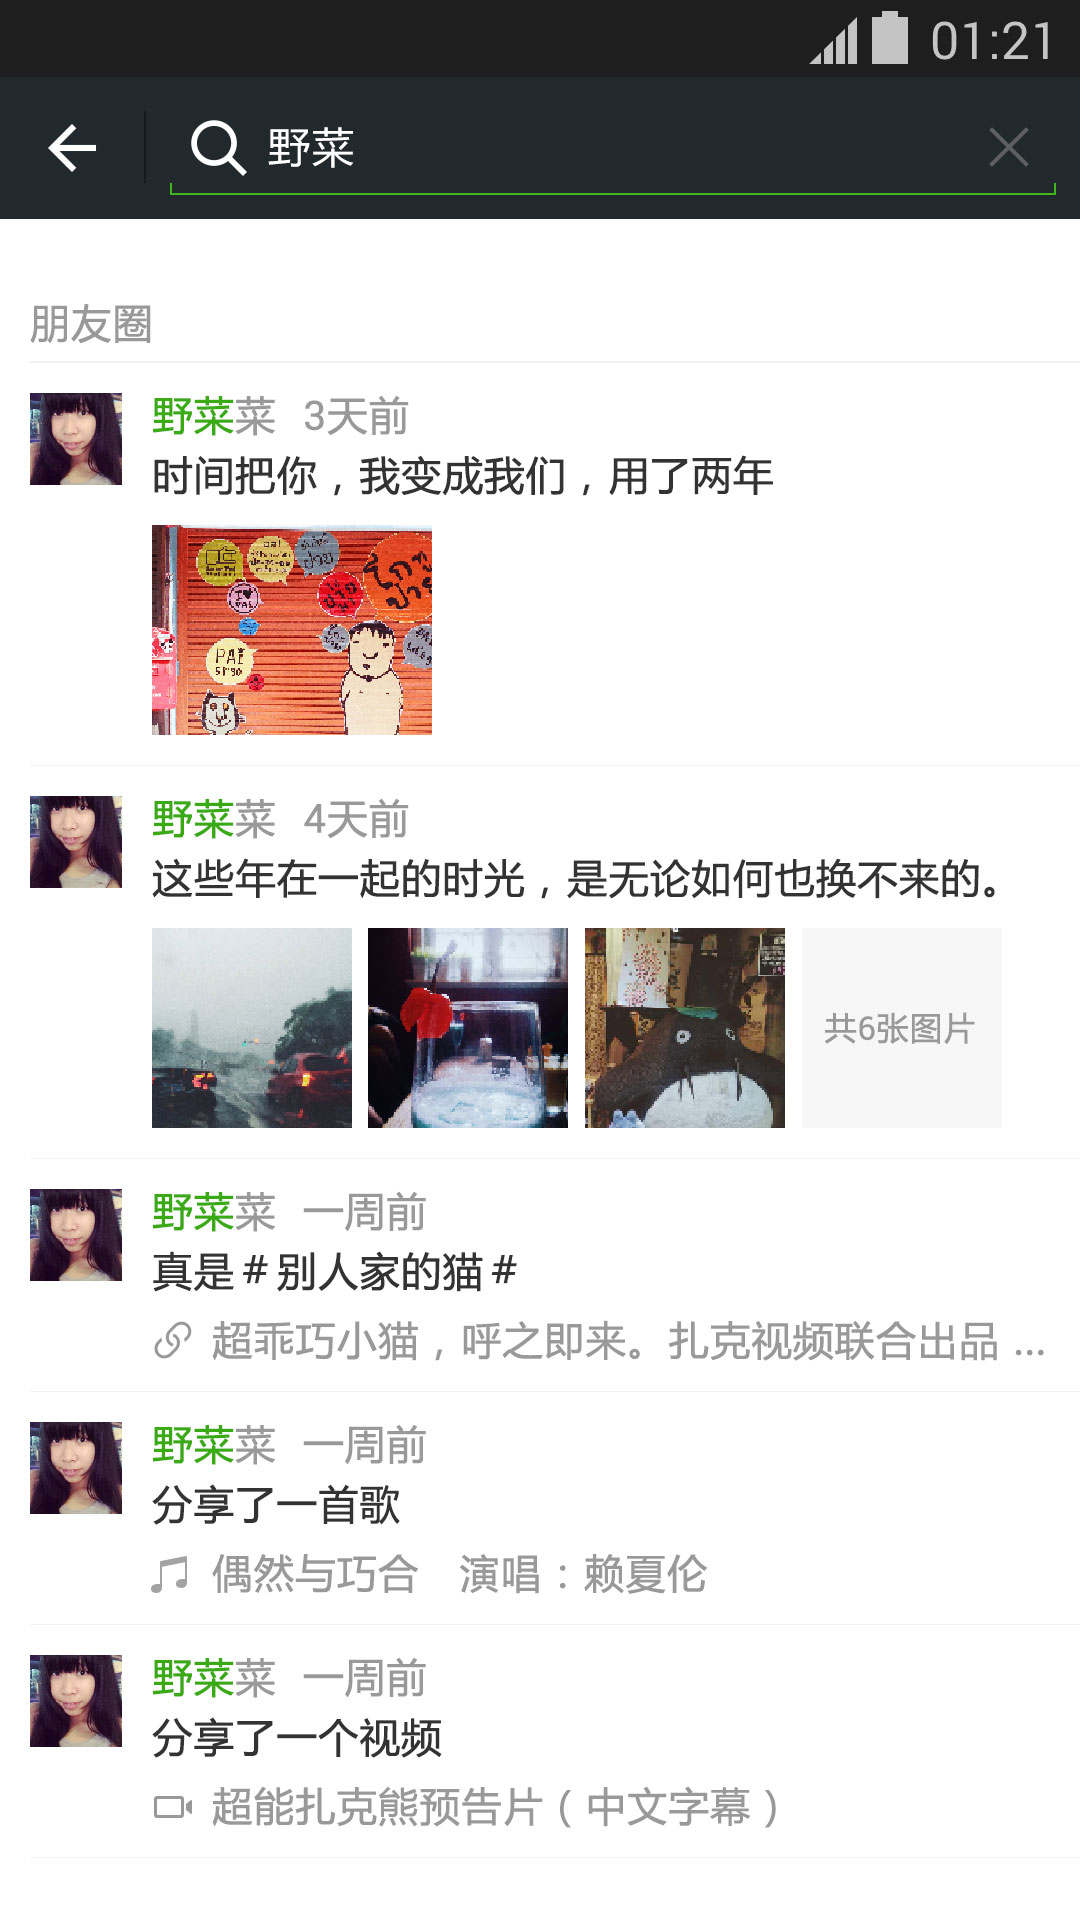 01:21
野菜
朋友圈
野菜菜 3天前
时间把你，我变成我们，用了两年
PAI
野菜菜 4天前
这些年在一起的时光，是无论如何也换不来的。
共6张图片
野菜菜 一周前
真是#别人家的猫#
超乖巧小猫，呼之即来。扎克视频联合出品 ...
野菜菜 一周前
分享了一首歌
偶然与巧合 演唱：赖夏伦
野菜菜 一周前
分享了一个视频
超能扎克熊预告片（中文字幕）